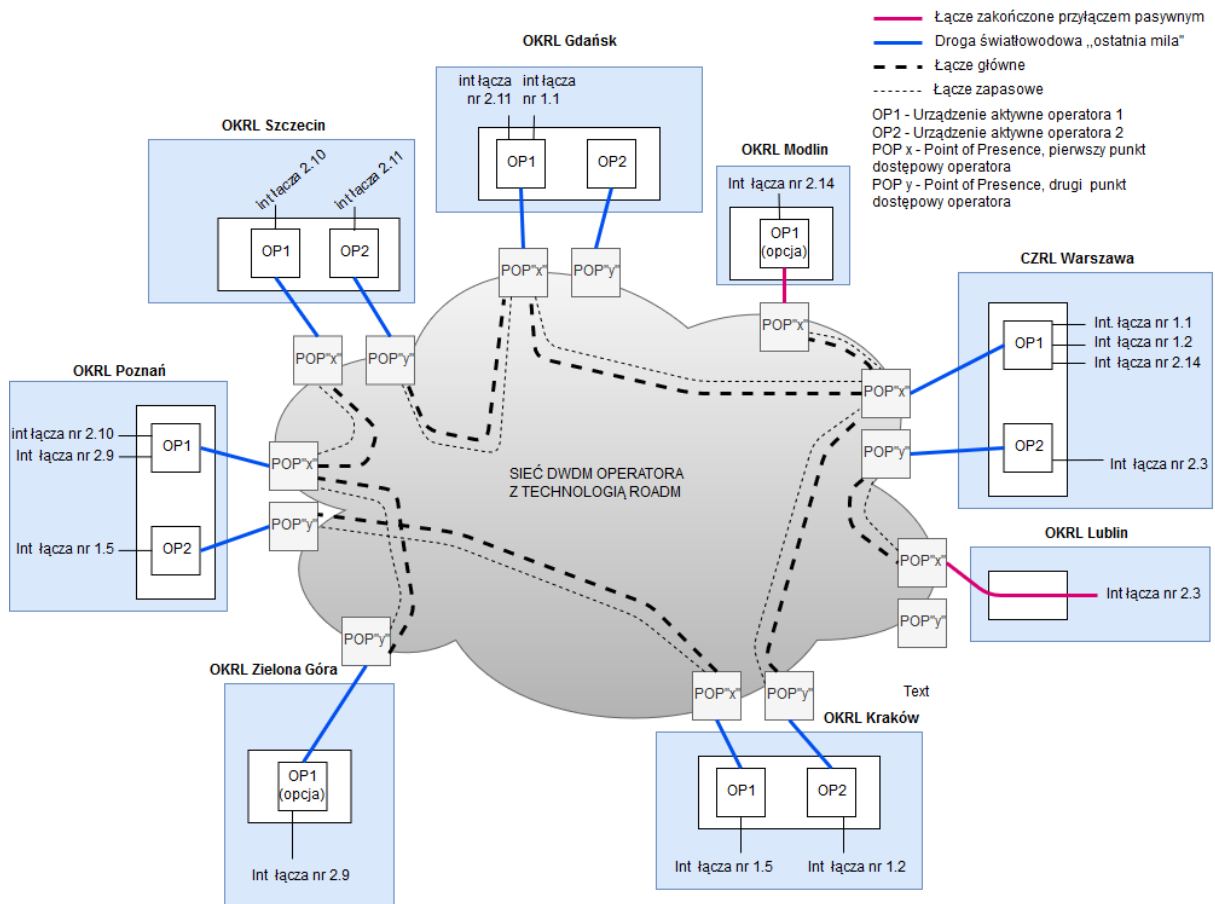 Łącze zakończone przyłączem pasywnym
Droga światłowodowa ,,ostatnia mila"
Łącze główne
Łącze zapasowe
OP1 - Urządzenie aktywne operatora 1
OP2 - Urządzenie aktywne operatora 2
POP x - Point of Presence, pierwszy punkt
dostępowy operatora
POP y - Point of Presence, drugi punkt
dostępowy operatora
OKRL Gdańsk
int łącza
nr 2.11
int łącza
nr 1.1
OP1
OP2
POP"x"
POP"y"
OKRL Szczecin
int łącza 2.10
int łącza 2.11
OP1
OP2
POP"x"
POP"y"
OKRL Modlin
Int łącza nr 2.14
OP1
(opcja)
POP"x"
CZRL Warszawa
Int. łącza nr 1.1
Int. łącza nr 1.2
Int. łącza nr 2.14
OP1
OP2
Int łącza nr 2.3
POP"x"
POP"y"
OKRL Poznań
int łącza nr 2.10
Int łącza nr 2.9
OP1
Int łącza nr 1.5
OP2
POP"x"
POP"y"
SIEĆ DWDM OPERATORA
Z TECHNOLOGIĄ ROADM
OKRL Lublin
Int łącza nr 2.3
POP"x"
POP"y"
OKRL Zielona Góra
POP"y"
OP1
(opcja)
Int łącza nr 2.9
Text
OKRL Kraków
POP"x"
POP"y"
OP1
OP2
Int łącza nr 1.5
Int łącza nr 1.2